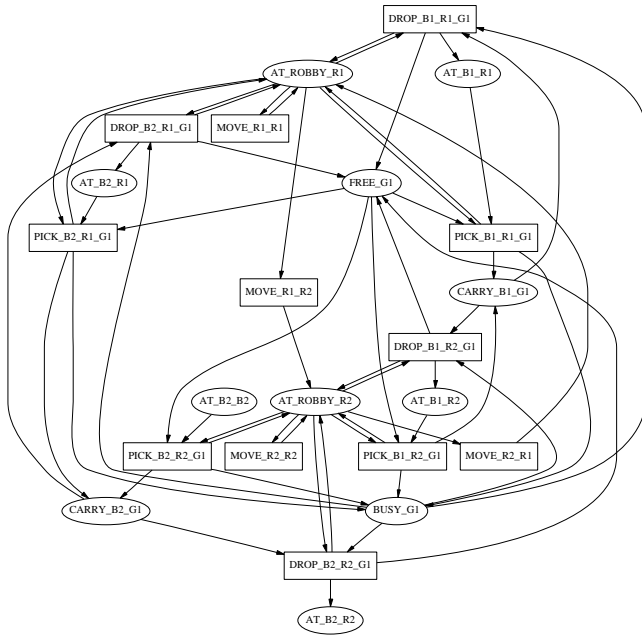 DROP_B1_R1_G1
AT_ROBBY_R1
AT_B1_R1
DROP_B2_R1_G1
MOVE_R1_R1
AT_B2_R1
FREE_G1
PICK_B2_R1_G1
PICK_B1_R1_G1
MOVE_R1_R2
CARRY_B1_G1
DROP_B1_R2_G1
AT_B2_B2
AT_ROBBY_R2
AT_B1_R2
PICK_B2_R2_G1
MOVE_R2_R2
PICK_B1_R2_G1
MOVE_R2_R1
CARRY_B2_G1
BUSY_G1
DROP_B2_R2_G1
AT_B2_R2